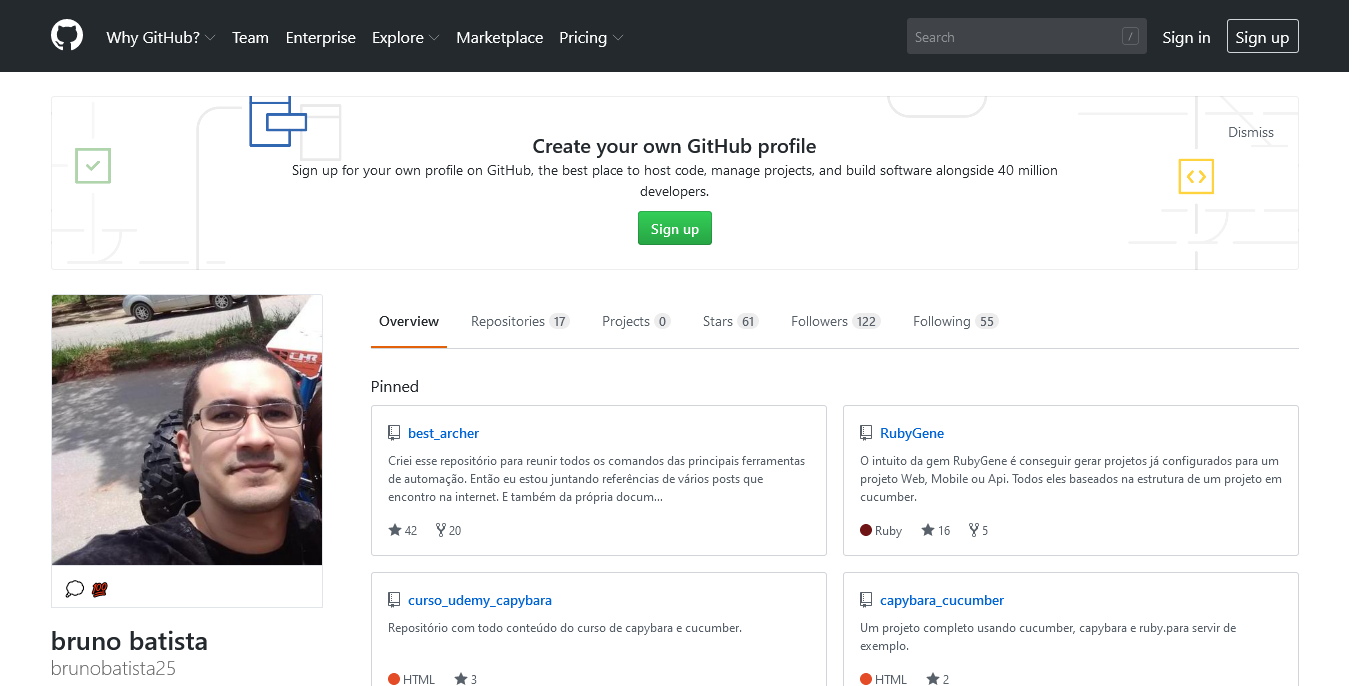 Why GitHub? Team Enterprise Explore Marketplace Pricing Search / Sign in Sign up
Dismiss
Create your own GitHub profile
Sign up for your own profile on GitHub, the best place to host code, manage projects, and build software alongside 40 million
developers.
Sign up
Overview Repositories 17 Projects 0 Stars 61 Followers 122 Following 55
LHR
💯
bruno batista
brunobatista25
Pinned
best_archer
Criei esse repositório para reunir todos os comandos das principais ferramentas
de automação. Então eu estou juntando referências de vários posts que
encontro na internet. E também da própria docum...
42 20
RubyGene
O intuito da gem RubyGene é conseguir gerar projetos já configurados para um
projeto Web, Mobile ou Api. Todos eles baseados na estrutura de um projeto em
cucumber.
Ruby 16 5
curso_udemy_capybara
Repositório com todo conteúdo do curso de capybara e cucumber.
HTML 3
capybara_cucumber
Um projeto completo usando cucumber, capybara e ruby.para servir de
exemplo.
HTML 2